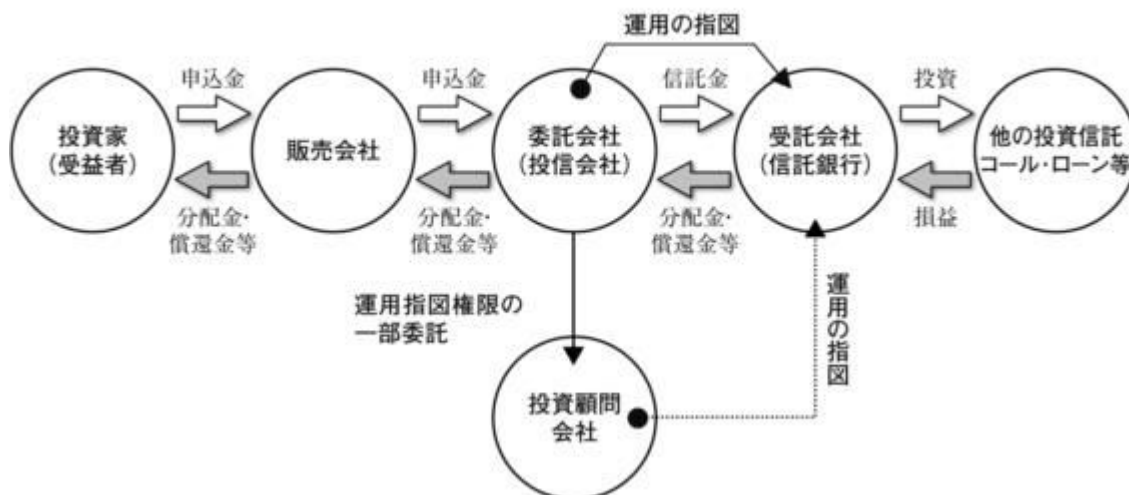 運用の指図
申込金
申込金
信託金
投資
投資家
（受益者）
販売会社
委託会社
（投信会社）
受託会社
（信託銀行）
他の投資信託
コール・ローン等
分配金・
償還金等
分配金・
償還金等
分配金・
償還金等
損益
運用指図権限の
一部委託
運用の指図
投資顧問
会社